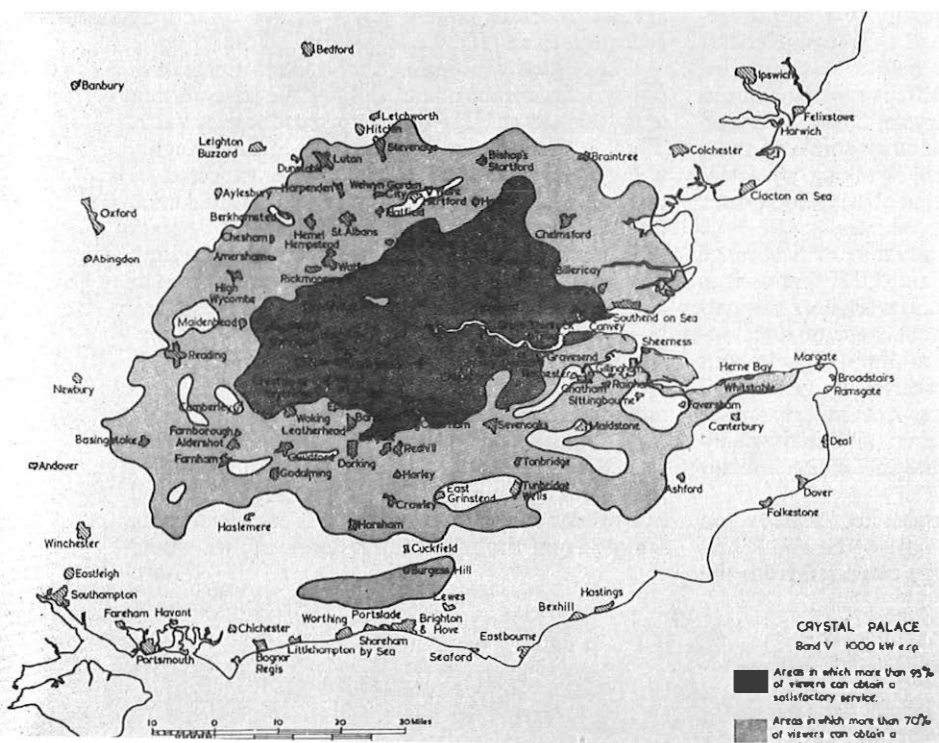 Bedford
Banbury
Ipswich
Felixstowe
Harwich
Letchworth
Hitchin
Stevenage
Leighton
Buzzard
Luton
Dunstable
Bishop's
Stortford
Braintree
Colchester
Clacton on Sea
Aylesbury
Harpenden
Welwyn Garden
City
Ware
Hertford
Oxford
Berkhamsted
Hatfield
Chesham
Hemel
Hempstead
St.Albans
Chelmsford
Abingdon
Amersham
Rickmans
Billericay
High
Wycombe
Maidenhead
Southend on Sea
Canvey
Reading
Sheerness
Gravesend
Gillingham
Rochester
Chatham
Rainham
Sittingbourne
Herne Bay
Whitstable
Margate
Broadstairs
Ramsgate
Newbury
Camberley
Faversham
Canterbury
Woking
Leatherhead
Sevenoaks
Maidstone
Basingstoke
Farnborough
Aldershot
Guildford
Redhill
Deal
Andover
Farnham
Godalming
Dorking
Horley
Tonbridge
Ashford
Dover
Folkestone
East
Grinstead
Tunbridge
Wells
Crawley
Haslemere
Horsham
Winchester
Cuckfield
Burgess Hill
Eastleigh
Southampton
Lewes
Hastings
Bexhill
Fareham
Havant
Chichester
Worthing
Portslade
Brighton
& Hove
Eastbourne
Portsmouth
Bognor
Regis
Littlehampton
Shoreham
by Sea
Seaford
CRYSTAL PALACE
Band V 1000 kW e.r.p.
Areas in which more than 95%
of viewers can obtain a
satisfactory service.
Areas in which more than 70%
of viewers can obtain a
10 0 10 20 30 Miles